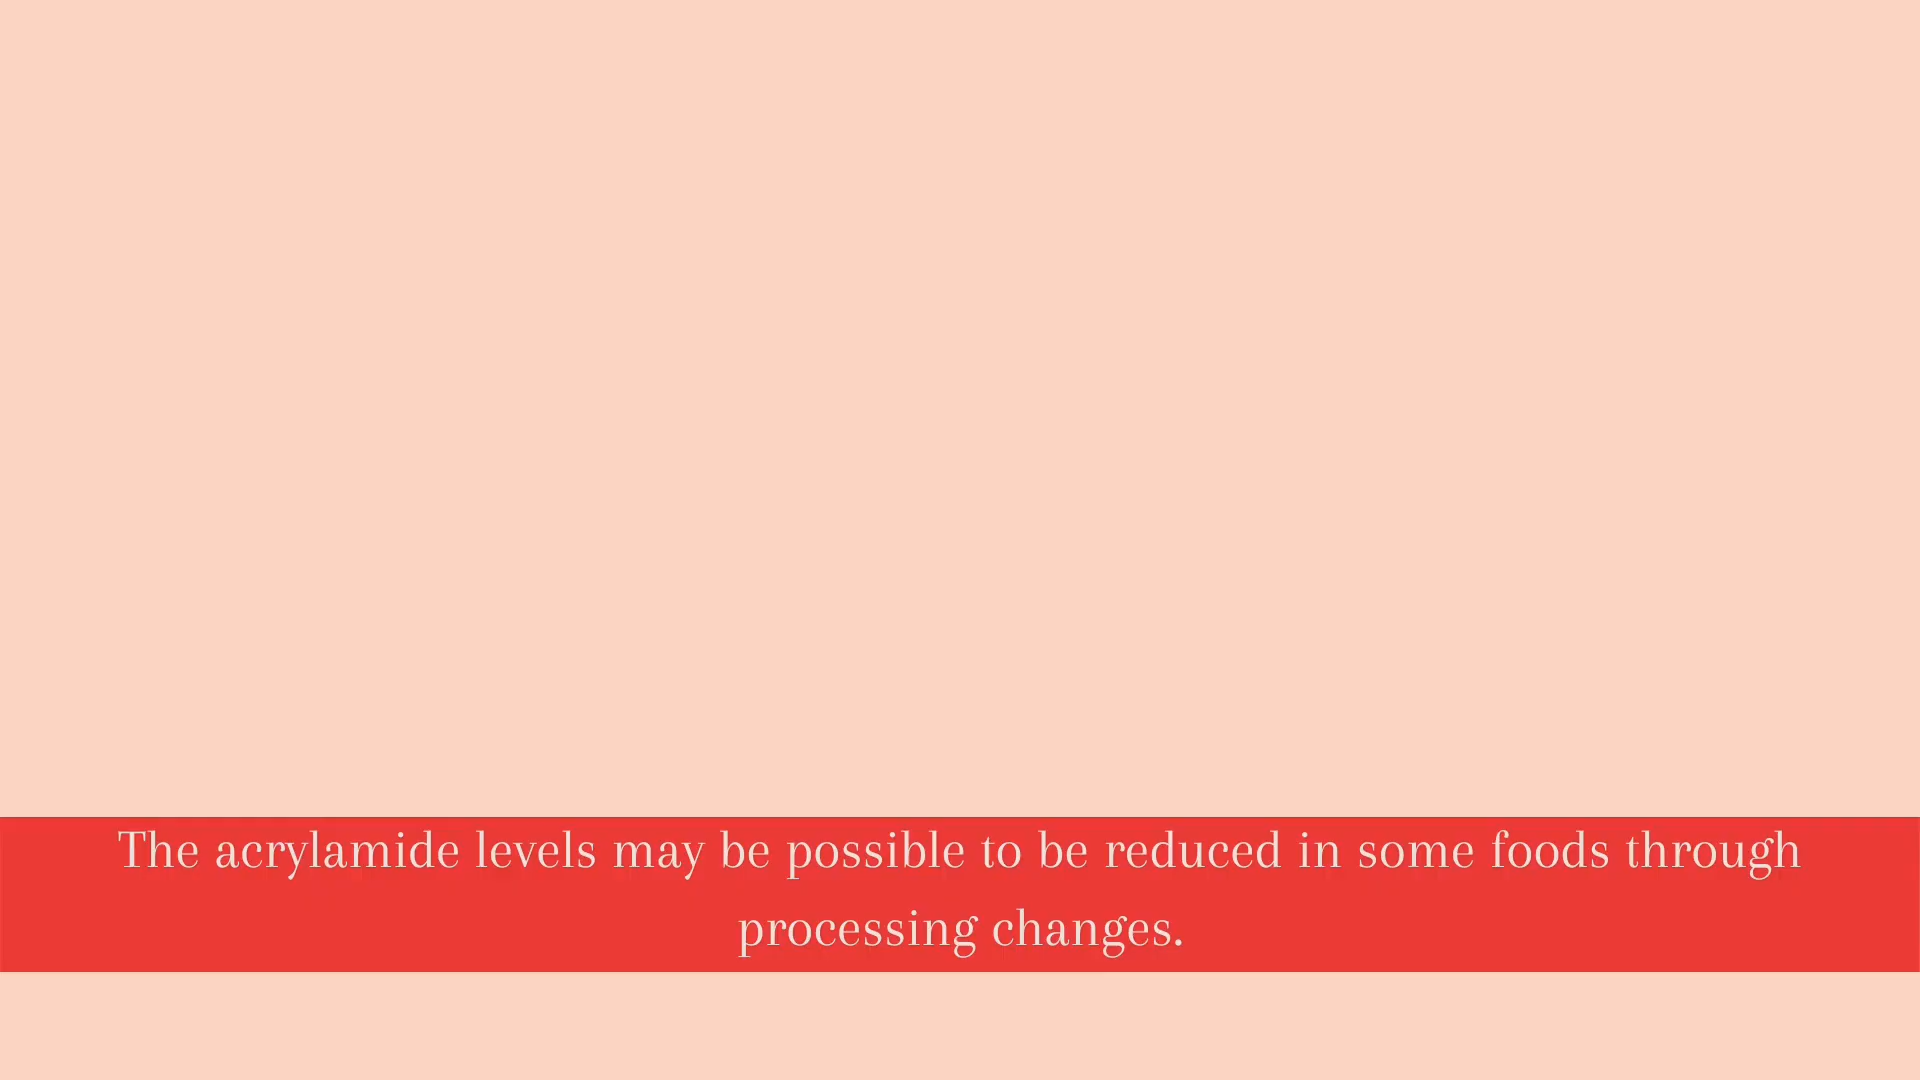 The acrylamide levels may be possible to be reduced in some foods through
processing changes.